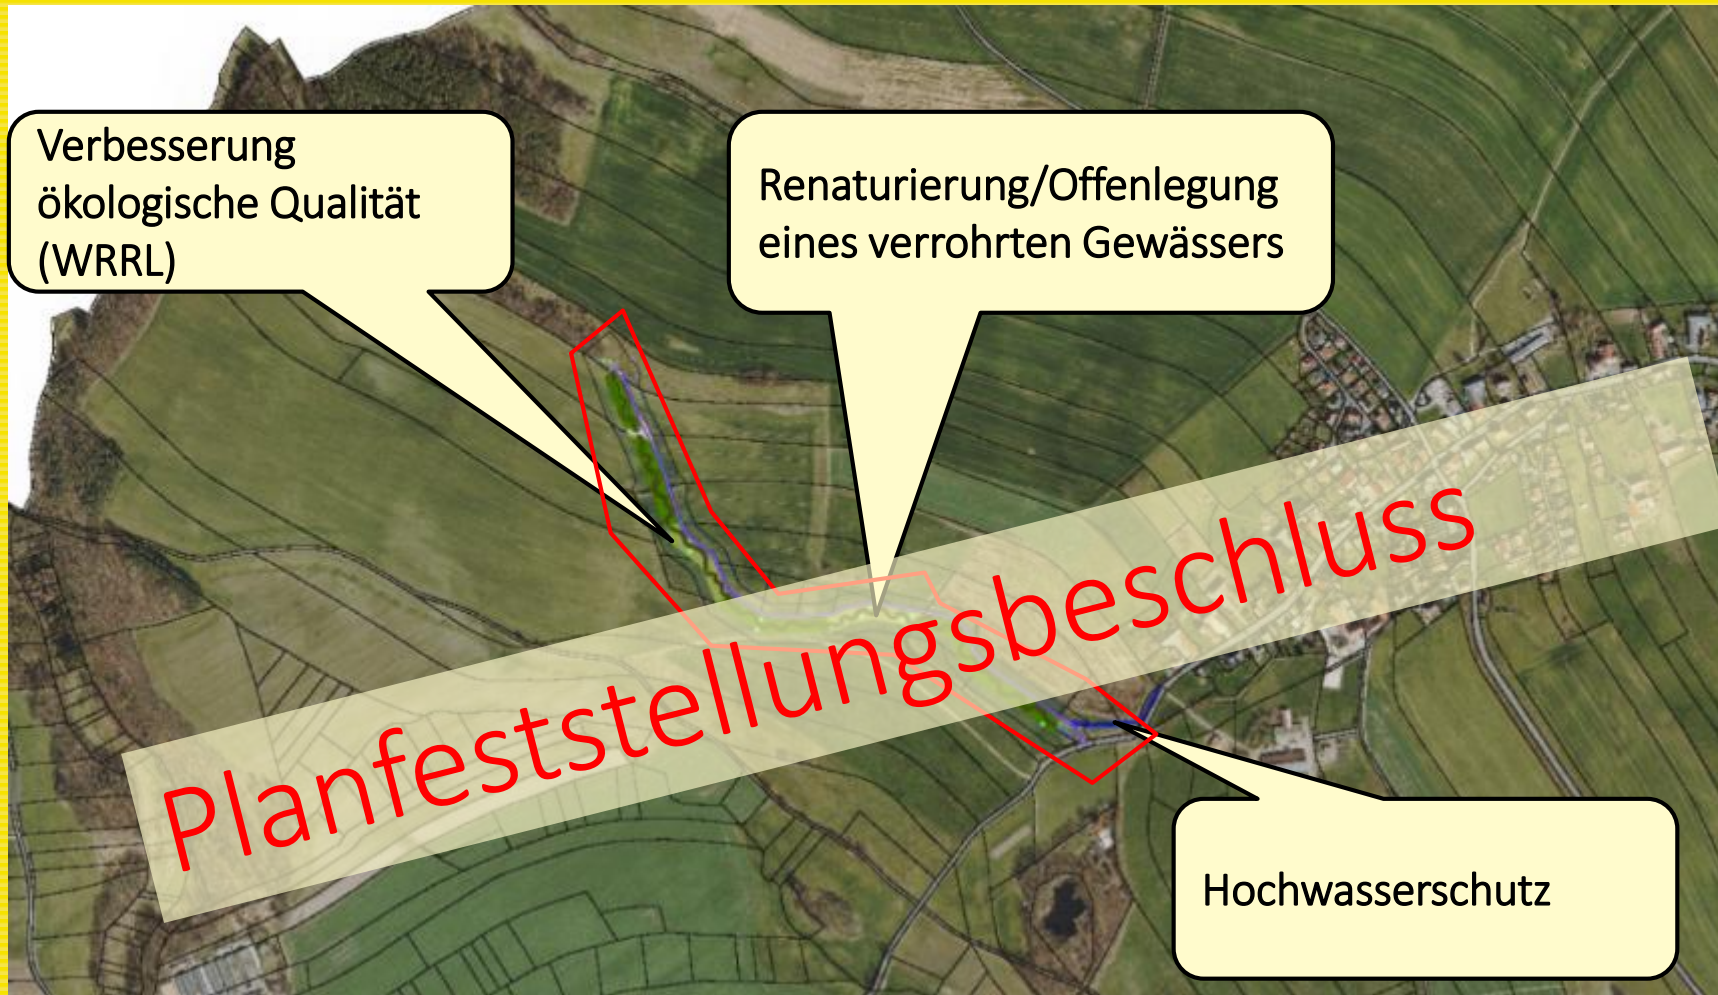 Verbesserung
ökologische Qualität
(WRRL)
Renaturierung/Offenlegung
eines verrohrten Gewässers
Planfeststellungsbeschluss
Hochwasserschutz